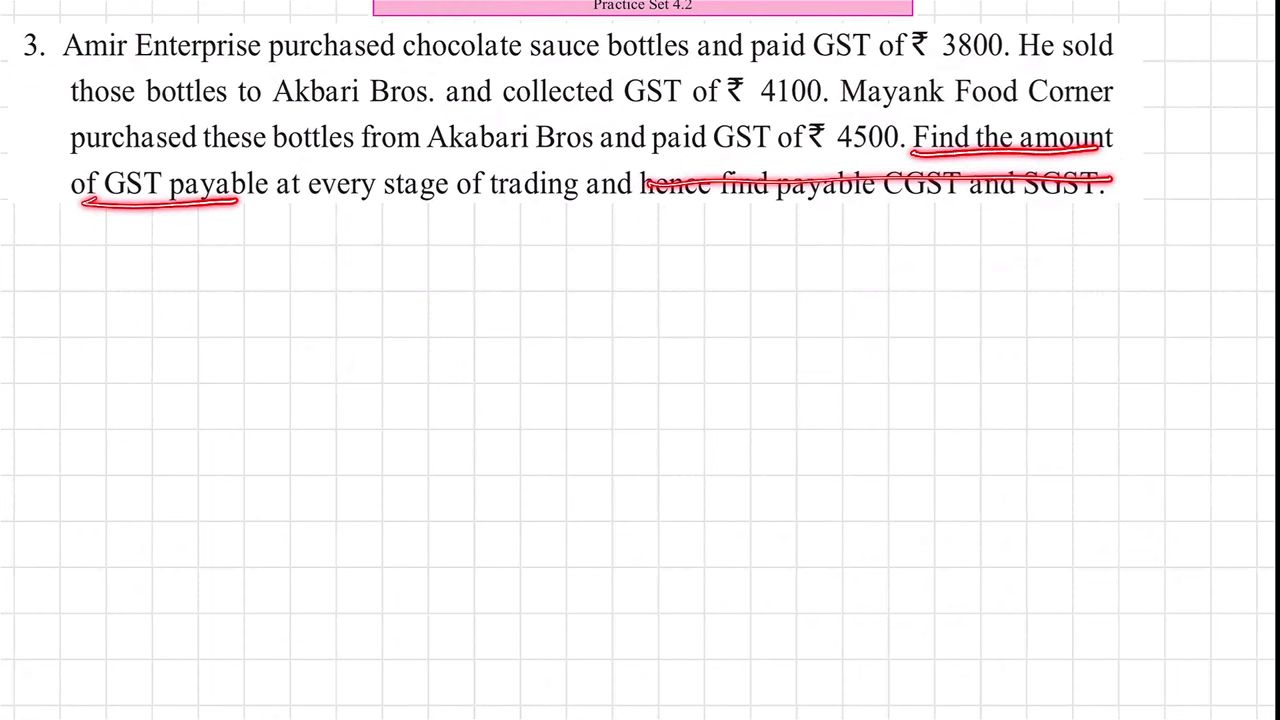 Practice Set 4.2
3. Amir Enterprise purchased chocolate sauce bottles and paid GST of ₹ 3800. He sold
those bottles to Akbari Bros. and collected GST of ₹ 4100. Mayank Food Corner
purchased these bottles from Akabari Bros and paid GST of ₹ 4500. Find the amount
of GST payable at every stage of trading and hence find payable CGST and SGST.